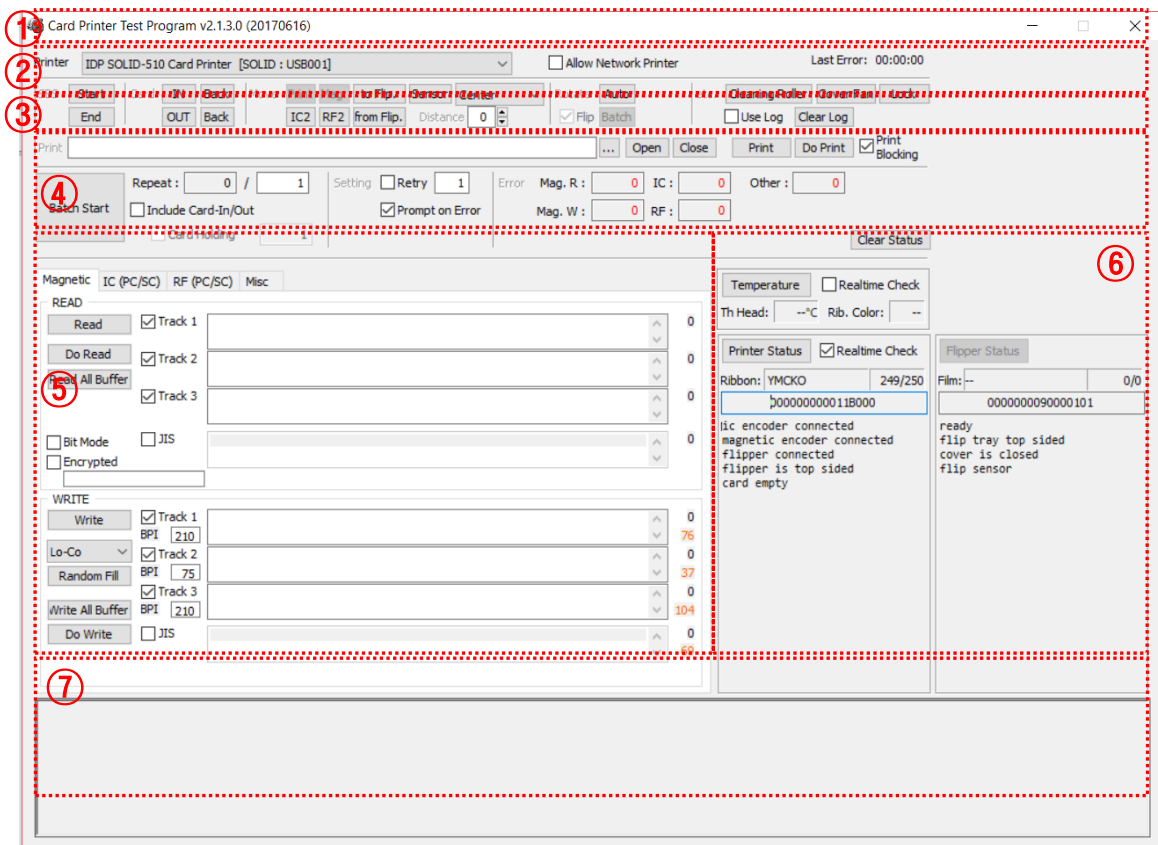 ① Card Printer Test Program v2.1.3.0 (20170616)
② Printer IDP SOLID-510 Card Printer [SOLID : USB001] Allow Network Printer Last Error: 00:00:00
Start IN Back to Flip. Sensor Center Auto Cleaning Roller Cover Fan Lock
③ End OUT Back IC2 RF2 from Flip. Distance 0 Flip Batch Use Log Clear Log
Print ... Open Close Print Do Print Print Blocking
④ Batch Start Repeat : 0 / 1 Setting Retry 1 Error Mag. R : 0 IC : 0 Other : 0
Include Card-In/Out Prompt on Error Mag. W : 0 RF : 0
Card Holding 1 Clear Status
⑤
⑥
Magnetic IC (PC/SC) RF (PC/SC) Misc
READ
Read Track 1 0
Do Read Track 2 0
Read All Buffer Track 3 0
Bit Mode JIS 0
Encrypted
WRITE
Write Track 1 0
BPI 210 76
Lo-Co Track 2 0
Random Fill BPI 75 37
Track 3 0
Write All Buffer BPI 210 104
Do Write JIS 0
69
Temperature Realtime Check
Th Head: --°C Rib. Color: --
Printer Status Realtime Check
Ribbon: YMCKO 249/250
000000000011B000
ic encoder connected
magnetic encoder connected
flipper connected
flipper is top sided
card empty
Flipper Status
Film: -- 0/0
0000000090000101
ready
flip tray top sided
cover is closed
flip sensor
⑦